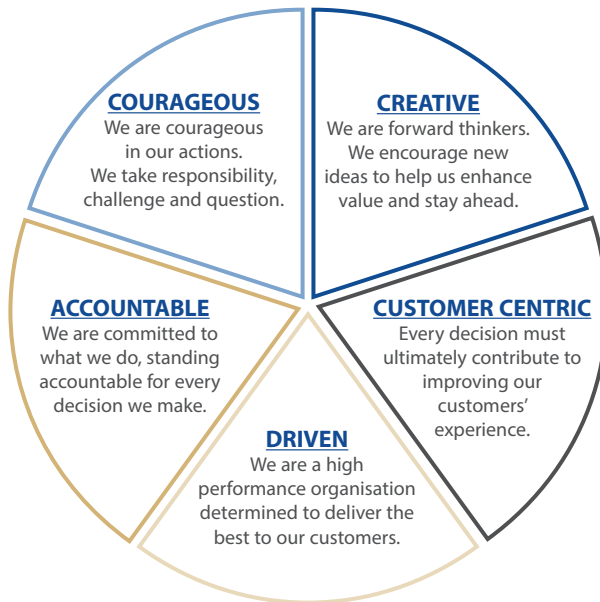 COURAGEOUS
We are courageous
in our actions.
We take responsibility,
challenge and question.
CREATIVE
We are forward thinkers.
We encourage new
ideas to help us enhance
value and stay ahead.
ACCOUNTABLE
We are committed to
what we do, standing
accountable for every
decision we make.
CUSTOMER CENTRIC
Every decision must
ultimately contribute to
improving our
customers’
experience.
DRIVEN
We are a high
performance organisation
determined to deliver the
best to our customers.